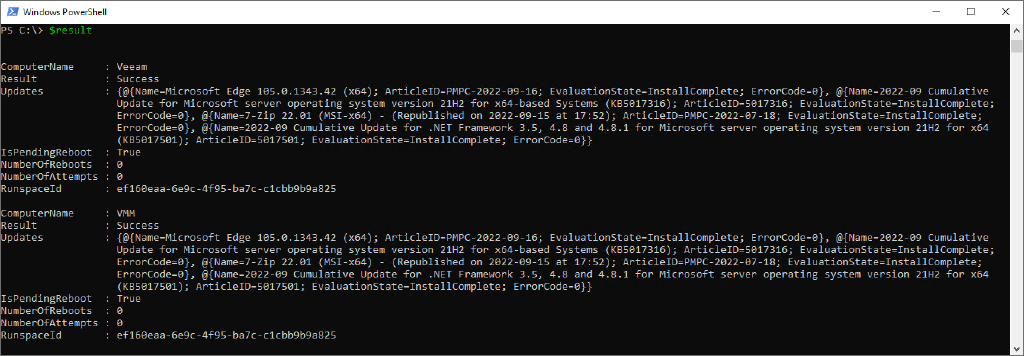 Windows PowerShell
PS C:\> $result
ComputerName     : Veeam
Result           : Success
Updates          : {@{Name=Microsoft Edge 105.0.1343.42 (x64); ArticleID=PMPC-2022-09-16; EvaluationState=InstallComplete; ErrorCode=0}, @{Name=2022-09 Cumulative
                   Update for Microsoft server operating system version 21H2 for x64-based Systems (KB5017316); ArticleID=5017316; EvaluationState=InstallComplete;
                   ErrorCode=0}, @{Name=7-Zip 22.01 (MSI-x64) - (Republished on 2022-09-15 at 17:52); ArticleID=PMPC-2022-07-18; EvaluationState=InstallComplete;
                   ErrorCode=0}, @{Name=2022-09 Cumulative Update for .NET Framework 3.5, 4.8 and 4.8.1 for Microsoft server operating system version 21H2 for x64
                   (KB5017501); ArticleID=5017501; EvaluationState=InstallComplete; ErrorCode=0}}
IsPendingReboot  : True
NumberOfReboots  : 0
NumberOfAttempts : 0
RunspaceId       : ef160eaa-6e9c-4f95-ba7c-c1cbb9b9a825
ComputerName     : VMM
Result           : Success
Updates          : {@{Name=Microsoft Edge 105.0.1343.42 (x64); ArticleID=PMPC-2022-09-16; EvaluationState=InstallComplete; ErrorCode=0}, @{Name=2022-09 Cumulative
                   Update for Microsoft server operating system version 21H2 for x64-based Systems (KB5017316); ArticleID=5017316; EvaluationState=InstallComplete;
                   ErrorCode=0}, @{Name=7-Zip 22.01 (MSI-x64) - (Republished on 2022-09-15 at 17:52); ArticleID=PMPC-2022-07-18; EvaluationState=InstallComplete;
                   ErrorCode=0}, @{Name=2022-09 Cumulative Update for .NET Framework 3.5, 4.8 and 4.8.1 for Microsoft server operating system version 21H2 for x64
                   (KB5017501); ArticleID=5017501; EvaluationState=InstallComplete; ErrorCode=0}}
IsPendingReboot  : True
NumberOfReboots  : 0
NumberOfAttempts : 0
RunspaceId       : ef160eaa-6e9c-4f95-ba7c-c1cbb9b9a825